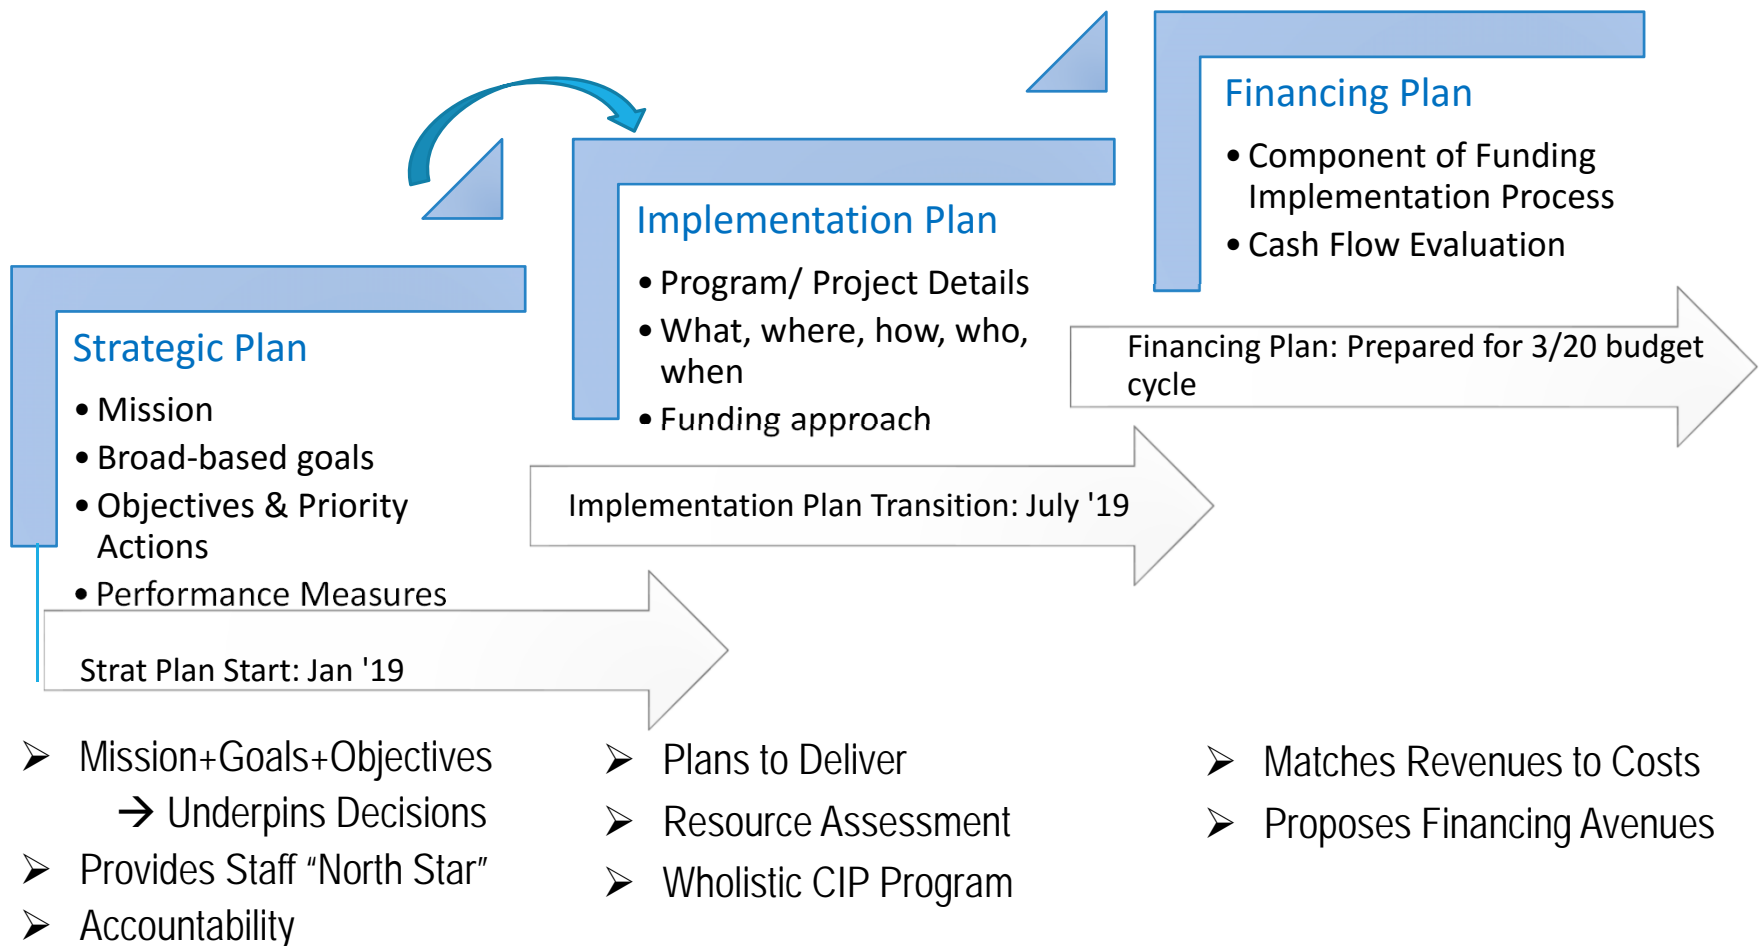 Strategic Plan
• Mission
• Broad-based goals
• Objectives & Priority
Actions
• Performance Measures
Strat Plan Start: Jan '19
➢ Mission+Goals+Objectives
→ Underpins Decisions
➢ Provides Staff “North Star”
➢ Accountability
Implementation Plan
• Program/ Project Details
• What, where, how, who,
when
• Funding approach
Implementation Plan Transition: July '19
➢ Plans to Deliver
➢ Resource Assessment
➢ Wholistic CIP Program
Financing Plan
• Component of Funding
Implementation Process
• Cash Flow Evaluation
Financing Plan: Prepared for 3/20 budget
cycle
➢ Matches Revenues to Costs
➢ Proposes Financing Avenues